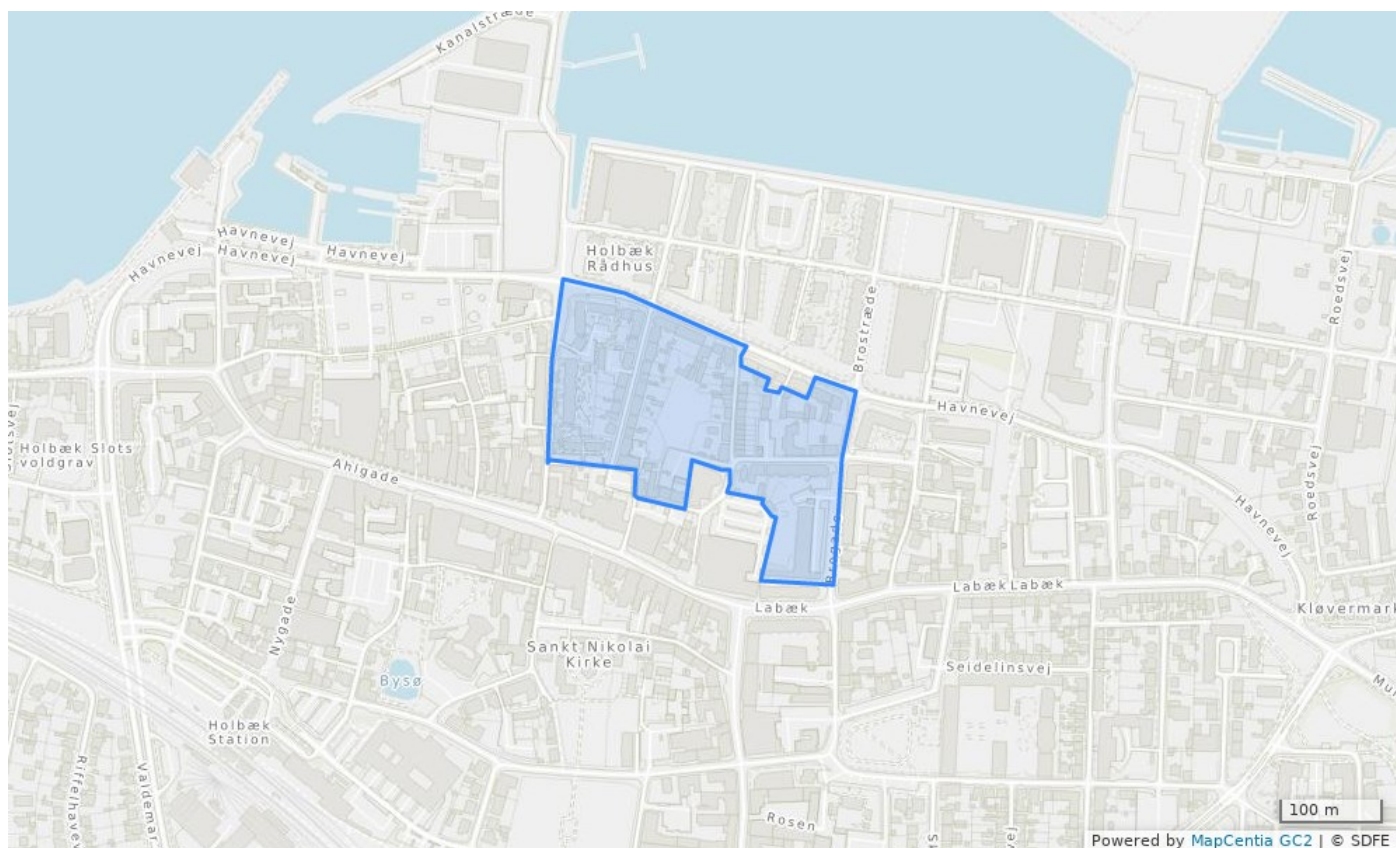 Kanalstræde
Havnevej
Havnevej
Havnevej
Havnevej
Holbæk
Rådhus
Brostræde
Roedsvej
Havnevej
Holbæk Slots
voldgrav
Ahlgade
Roedsvej
Havnevej
Brogade
Labæk
Labæk
Labæk
Kløvermark
Nygade
Sankt Nikolai
Kirke
Seidelinsvej
Bysø
Holbæk
Station
Riffelhavev
Valdemar
Rosen
100 m
Powered by MapCentia GC2 | © SDFE